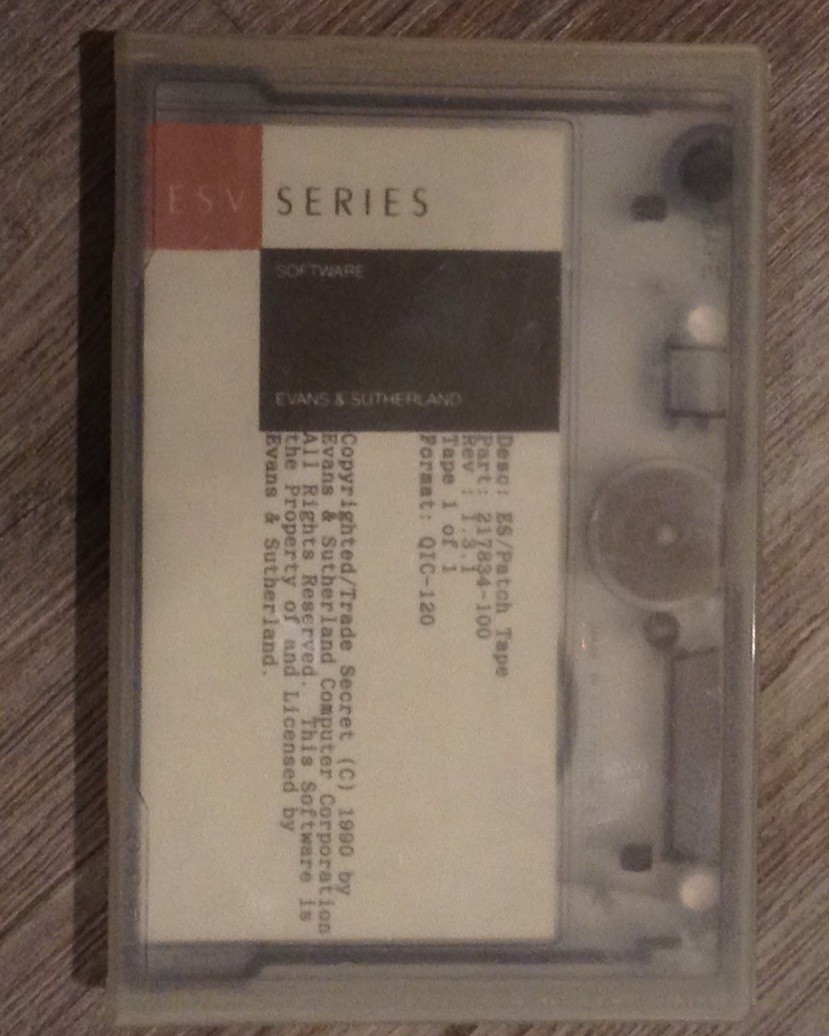 ESV SERIES
SOFTWARE
EVANS & SUTHERLAND
Desc: ES/Patch Tape
Part: 217834-100
Rev : 1.3.1
Tape 1 of 1
Format: QIC-120
Copyrighted/Trade Secret (C) 1990 by
Evans & Sutherland Computer Corporation
All Rights Reserved. This Software is
the Property of and Licensed by
Evans & Sutherland.